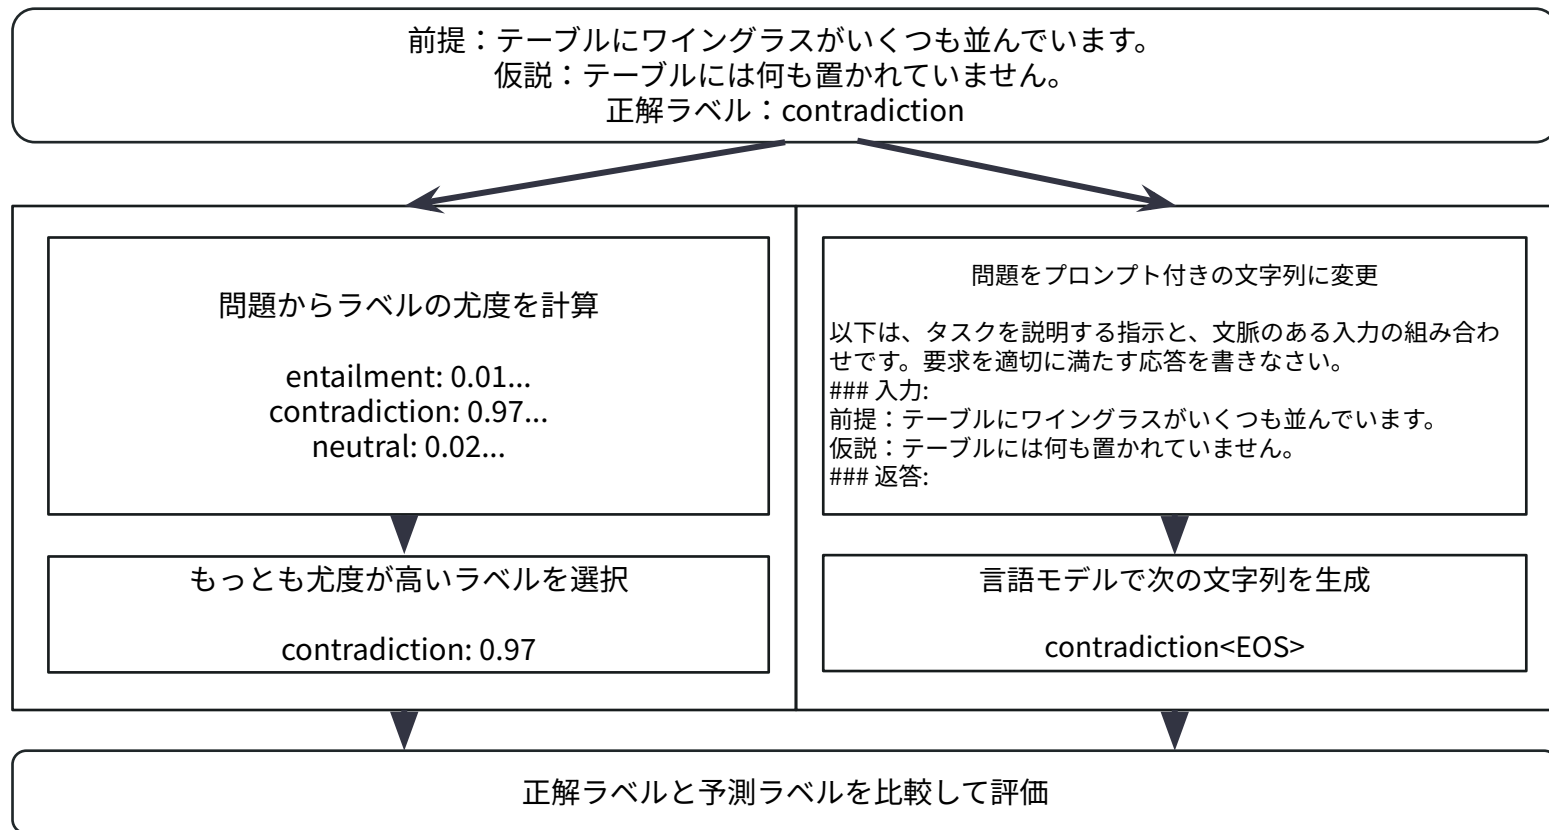 前提：テーブルにワイングラスがいくつも並んでいます。
仮説：テーブルには何も置かれていません。
正解ラベル：contradiction
問題からラベルの尤度を計算
entailment: 0.01...
contradiction: 0.97...
neutral: 0.02...
もっとも尤度が高いラベルを選択
contradiction: 0.97
問題をプロンプト付きの文字列に変更
以下は、タスクを説明する指示と、文脈のある入力の組み合わ
せです。要求を適切に満たす応答を書きなさい。
### 入力:
前提：テーブルにワイングラスがいくつも並んでいます。
仮説：テーブルには何も置かれていません。
### 返答:
言語モデルで次の文字列を生成
contradiction<EOS>
正解ラベルと予測ラベルを比較して評価